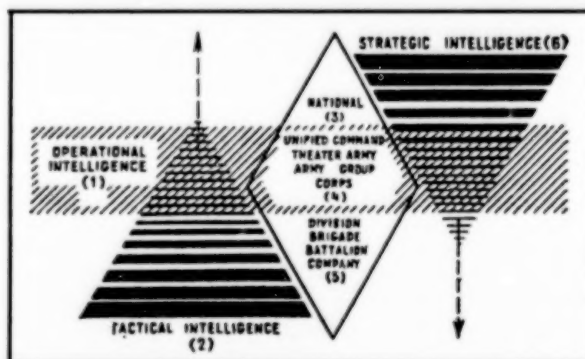 STRATEGIC INTELLIGENCE(6)
NATIONAL
(3)
OPERATIONAL
INTELLIGENCE
(1)
UNIFIED COMMAND
THEATER ARMY
ARMY GROUP
CORPS
(4)
DIVISION
BRIGADE
BATTALION
COMPANY
(5)
TACTICAL INTELLIGENCE
(2)